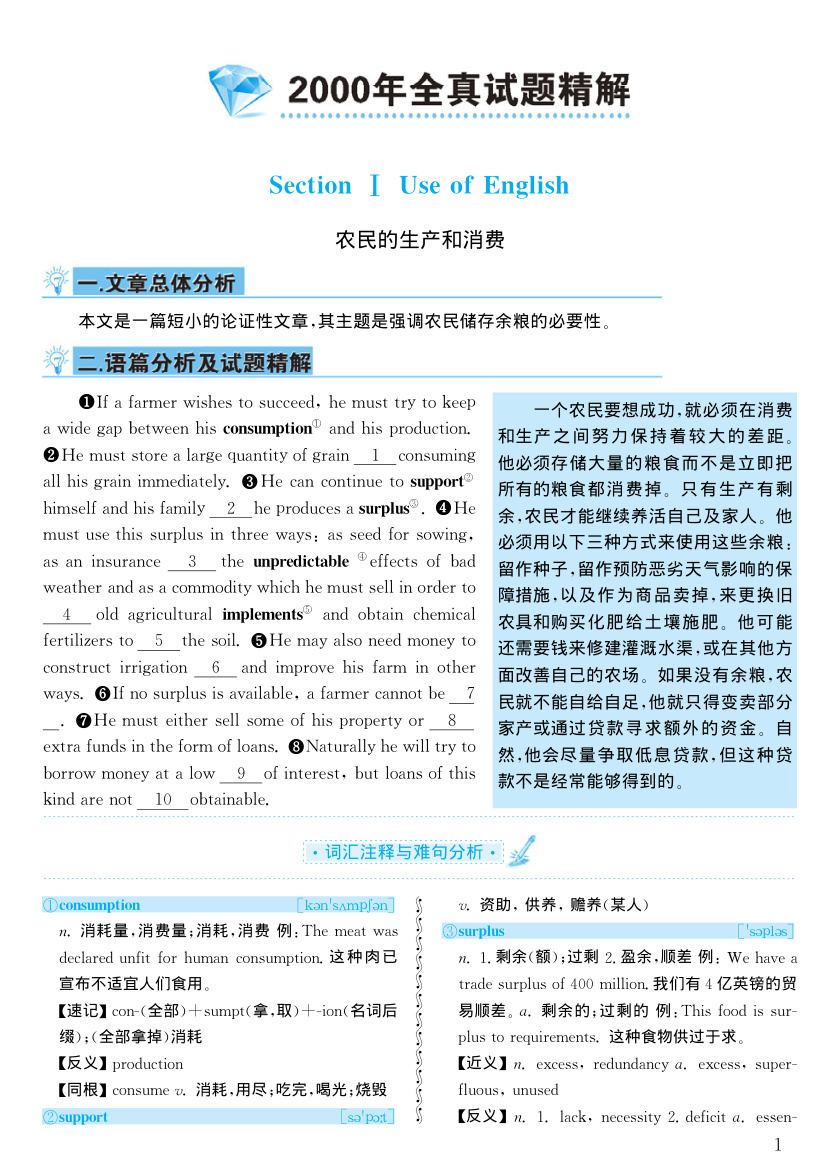 2000年全真试题精解
Section Ⅰ Use of English
农民的生产和消费
一.文章总体分析
本文是一篇短小的论证性文章,其主题是强调农民储存余粮的必要性。
二.语篇分析及试题精解
❶If a farmer wishes to succeed, he must try to keep
a wide gap between his consumption① and his production.
❷He must store a large quantity of grain __1__ consuming
all his grain immediately. ❸He can continue to support②
himself and his family __2__ he produces a surplus③. ❹He
must use this surplus in three ways: as seed for sowing,
as an insurance __3__ the unpredictable ④effects of bad
weather and as a commodity which he must sell in order to
__4__ old agricultural implements⑤ and obtain chemical
fertilizers to __5__ the soil. ❺He may also need money to
construct irrigation __6__ and improve his farm in other
ways. ❻If no surplus is available, a farmer cannot be __7
__. ❼He must either sell some of his property or __8__
extra funds in the form of loans. ❽Naturally he will try to
borrow money at a low __9__ of interest, but loans of this
kind are not __10__ obtainable.
一个农民要想成功,就必须在消费
和生产之间努力保持着较大的差距。
他必须存储大量的粮食而不是立即把
所有的粮食都消费掉。只有生产有剩
余,农民才能继续养活自己及家人。他
必须用以下三种方式来使用这些余粮:
留作种子,留作预防恶劣天气影响的保
障措施,以及作为商品卖掉,来更换旧
农具和购买化肥给土壤施肥。他可能
还需要钱来修建灌溉水渠,或在其他方
面改善自己的农场。如果没有余粮,农
民就不能自给自足,他就只得变卖部分
家产或通过贷款寻求额外的资金。自
然,他会尽量争取低息贷款,但这种贷
款不是经常能够得到的。
·词汇注释与难句分析·
①consumption [kən'sʌmpʃən]
n. 消耗量,消费量;消耗,消费 例:The meat was
declared unfit for human consumption. 这种肉已
宣布不适宜人们食用。
【速记】con-(全部)+sumpt(拿,取)+-ion(名词后
缀);(全部拿掉)消耗
【反义】production
【同根】consume v. 消耗,用尽;吃完,喝光;烧毁
②support [sə'pɔ:t]
v. 资助,供养,赡养(某人)
③surplus ['səpləs]
n. 1.剩余(额);过剩 2.盈余,顺差 例: We have a
trade surplus of 400 million. 我们有 4 亿英镑的贸
易顺差。a. 剩余的;过剩的 例:This food is sur-
plus to requirements. 这种食物供过于求。
【近义】n. excess, redundancy a. excess, super-
fluous, unused
【反义】n. 1. lack, necessity 2. deficit a. essen-
1